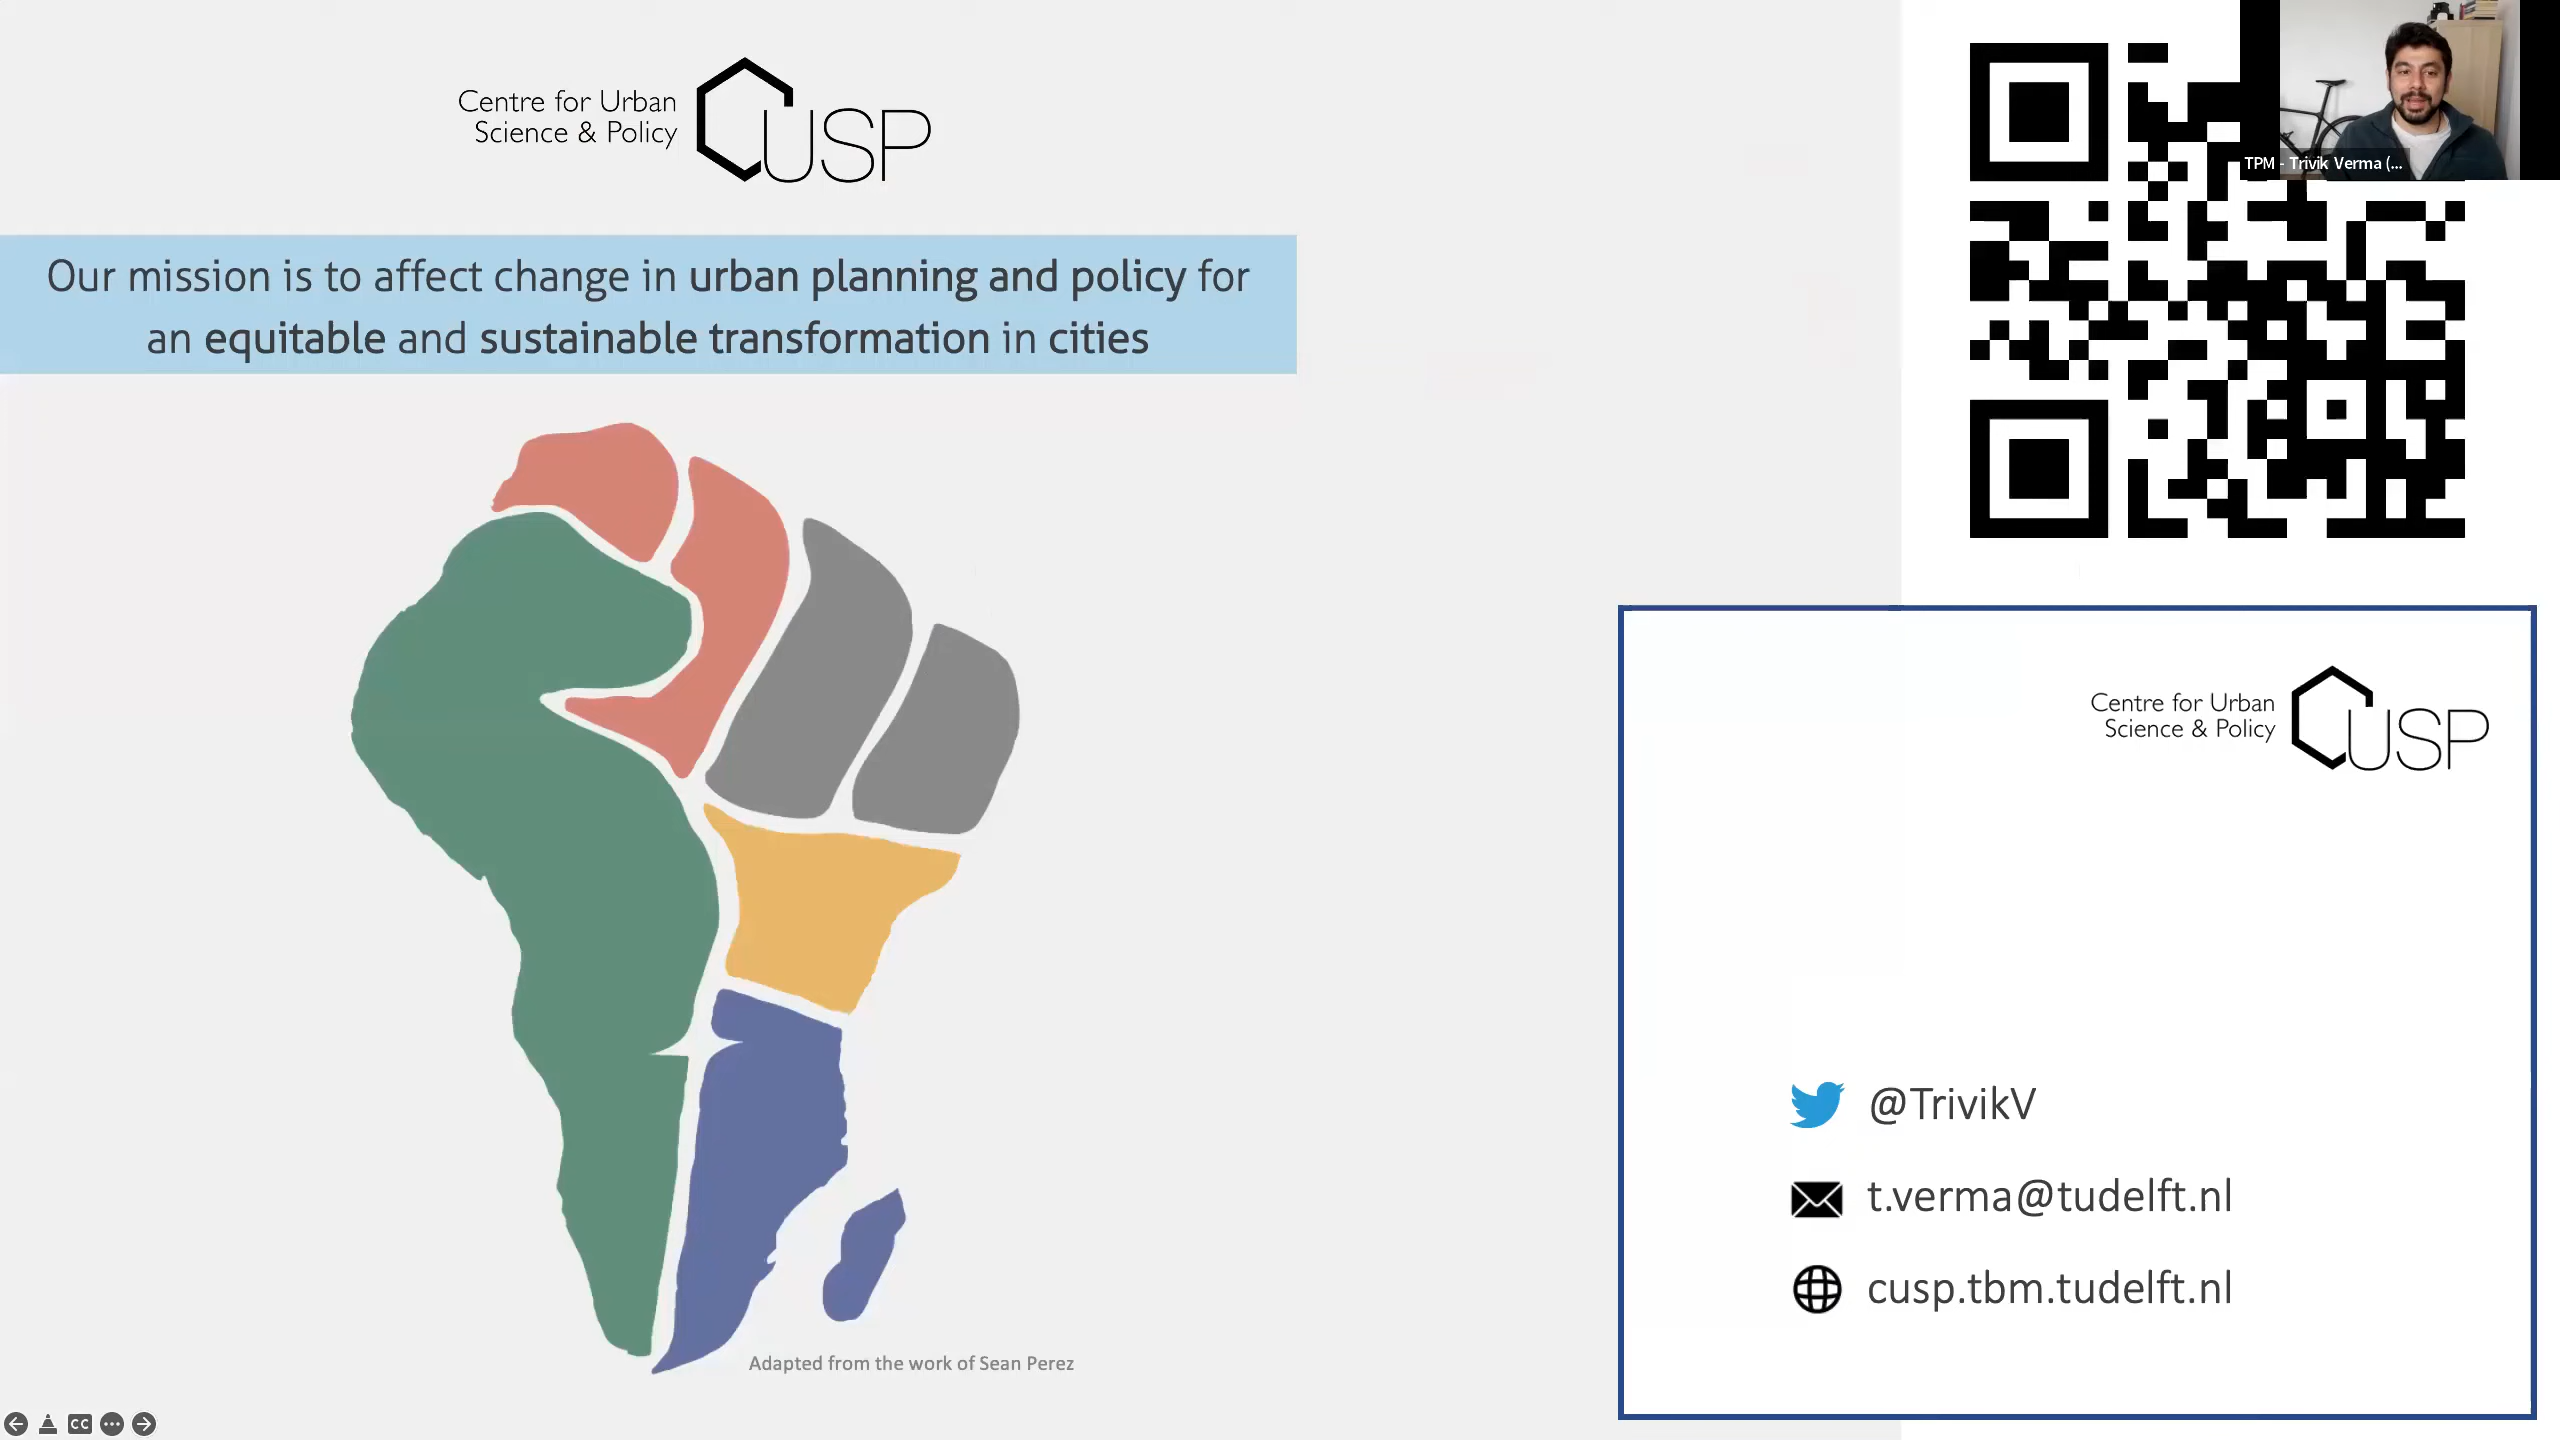 Centre for Urban
Science & Policy
CUSP
TPM - Trivik Verma (...
Our mission is to affect change in urban planning and policy for
an equitable and sustainable transformation in cities
Centre for Urban
Science & Policy
CUSP
@TrivikV
t.verma@tudelft.nl
cusp.tbm.tudelft.nl
Adapted from the work of Sean Perez
CC